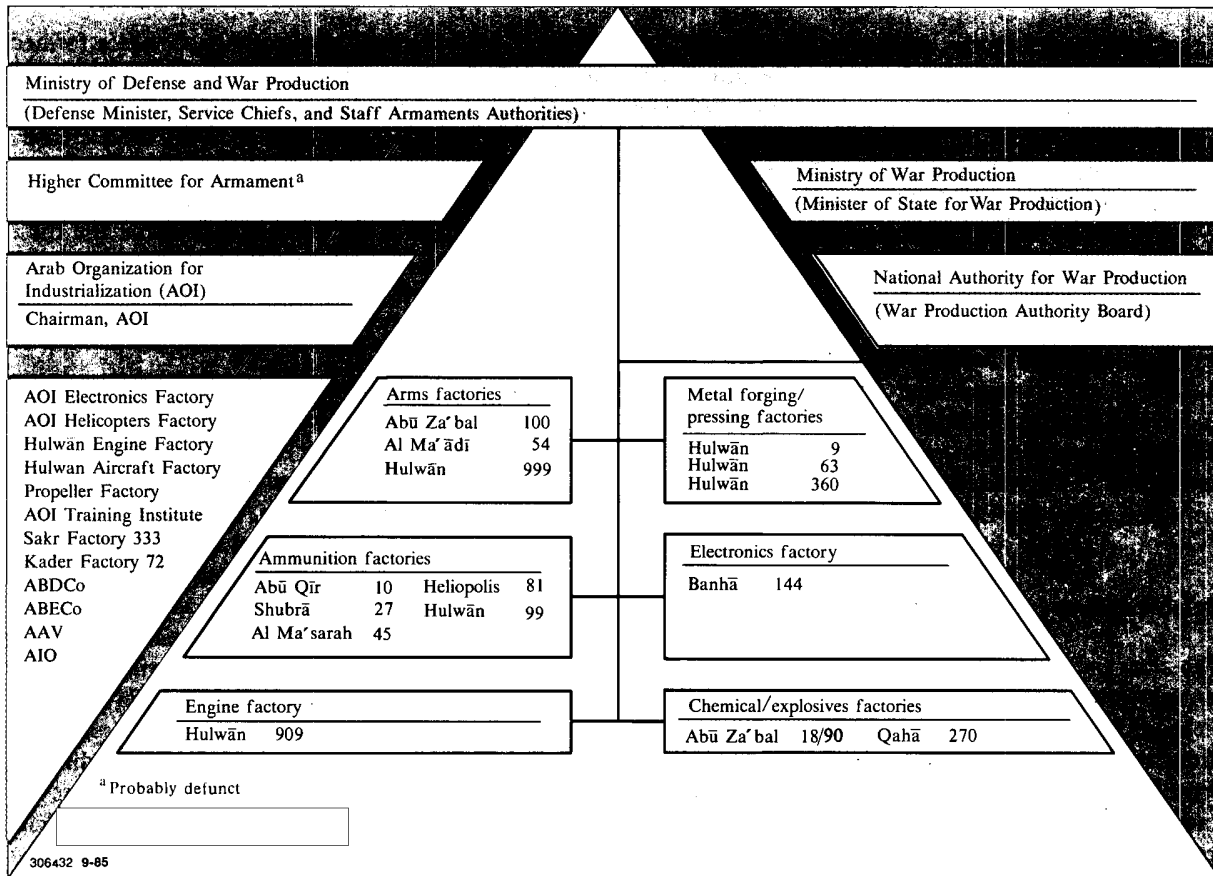 Ministry of Defense and War Production
(Defense Minister, Service Chiefs, and Staff Armaments Authorities)
Higher Committee for Armament a
Ministry of War Production
(Minister of State for War Production)
Arab Organization for
Industrialization (AOI)
Chairman, AOI
National Authority for War Production
(War Production Authority Board)
AOI Electronics Factory
AOI Helicopters Factory
Hulwān Engine Factory
Hulwan Aircraft Factory
Propeller Factory
AOI Training Institute
Sakr Factory 333
Kader Factory 72
ABDCo
ABECo
AAV
AIO
Arms factories
Abū Za´bal 100
Al Ma´ādī 54
Hulwān 999
Metal forging/
pressing factories
Hulwān 9
Hulwān 63
Hulwān 360
Ammunition factories
Abū Qīr 10 Heliopolis 81
Shubrā 27 Hulwān 99
Al Ma´sarah 45
Electronics factory
Banhā 144
Engine factory
Hulwān 909
Chemical/explosives factories
Abū Za´bal 18/90 Qahā 270
a Probably defunct
306432 9-85